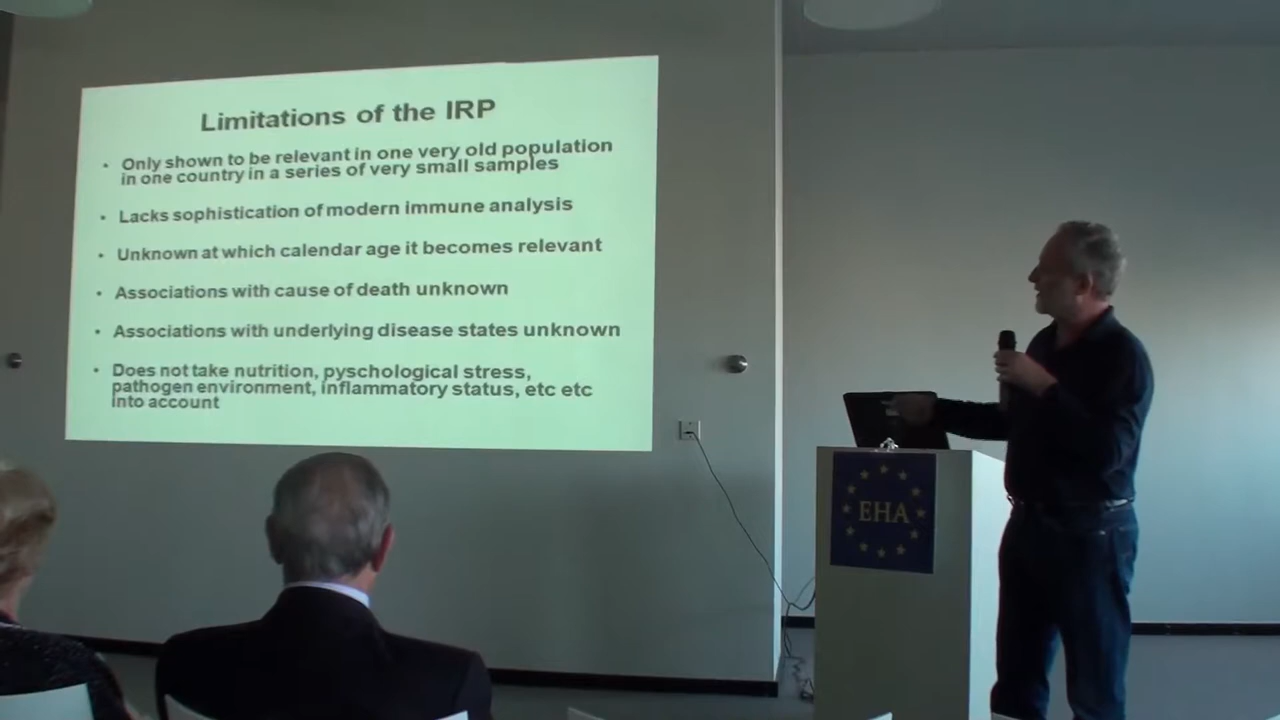 Limitations of the IRP
• Only shown to be relevant in one very old population
in one country in a series of very small samples
• Lacks sophistication of modern immune analysis
• Unknown at which calendar age it becomes relevant
• Associations with cause of death unknown
• Associations with underlying disease states unknown
• Does not take nutrition, pyschological stress,
pathogen environment, inflammatory status, etc etc
into account
EHA